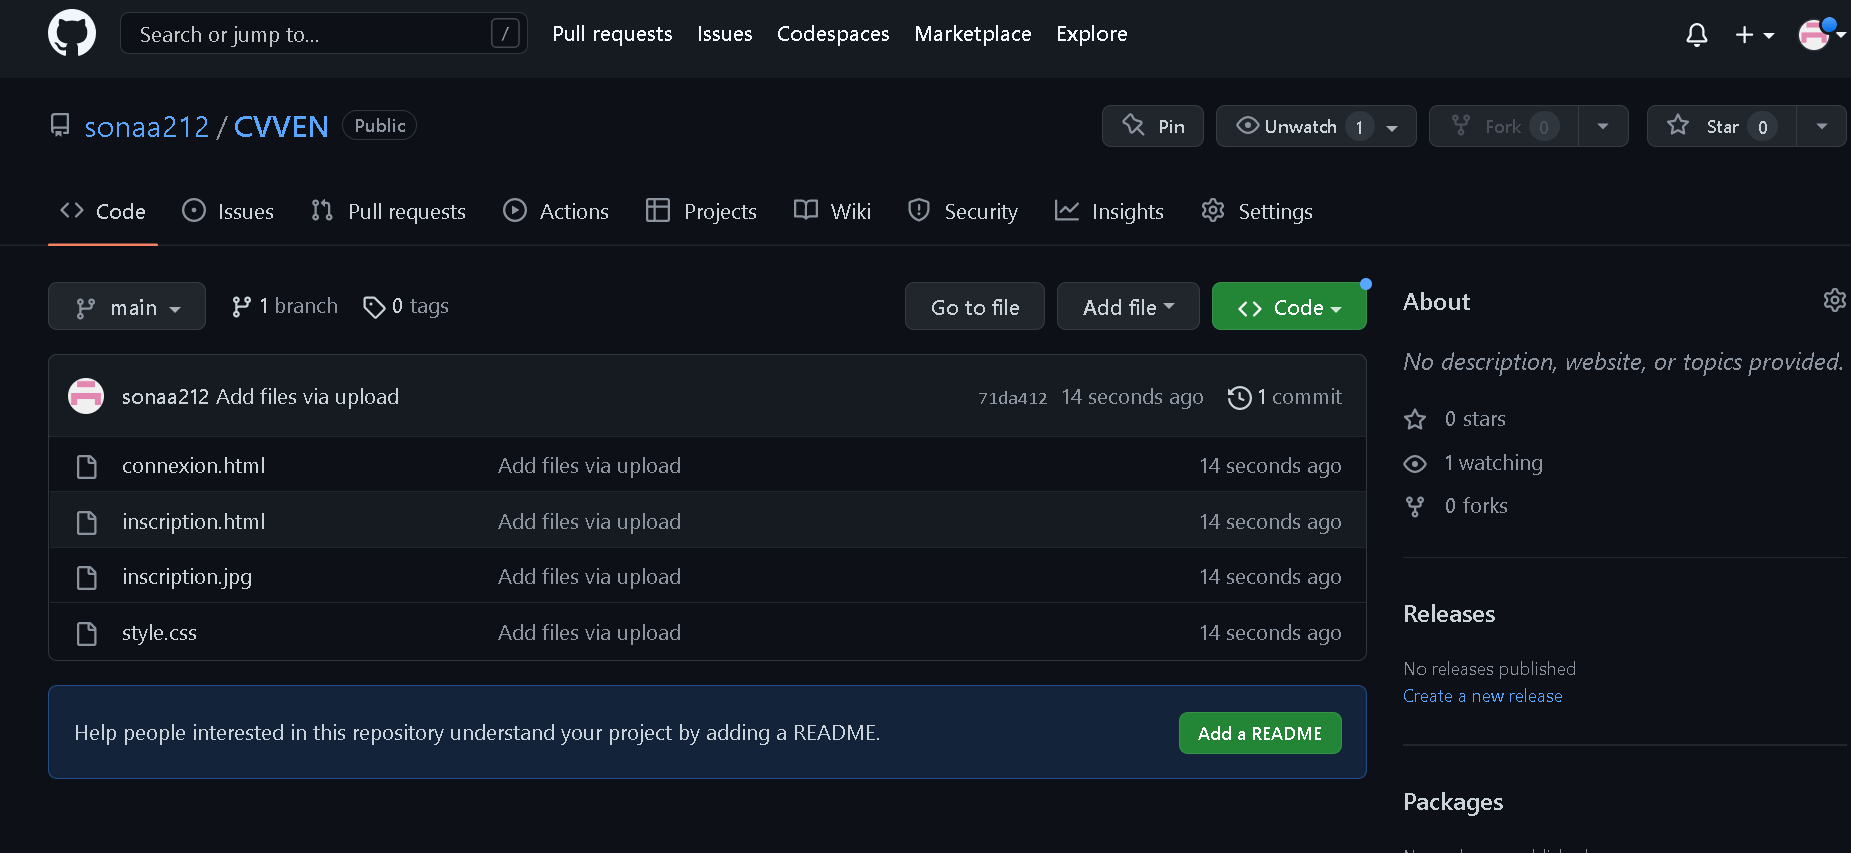 Search or jump to... /
Pull requests Issues Codespaces Marketplace Explore
sonaa212 / CVVEN Public
Pin Unwatch 1 Fork 0 Star 0
Code Issues Pull requests Actions Projects Wiki Security Insights Settings
main 1 branch 0 tags Go to file Add file Code
sonaa212 Add files via upload 71da412 14 seconds ago 1 commit
connexion.html Add files via upload 14 seconds ago
inscription.html Add files via upload 14 seconds ago
inscription.jpg Add files via upload 14 seconds ago
style.css Add files via upload 14 seconds ago
Help people interested in this repository understand your project by adding a README. Add a README
About
No description, website, or topics provided.
0 stars
1 watching
0 forks
Releases
No releases published
Create a new release
Packages